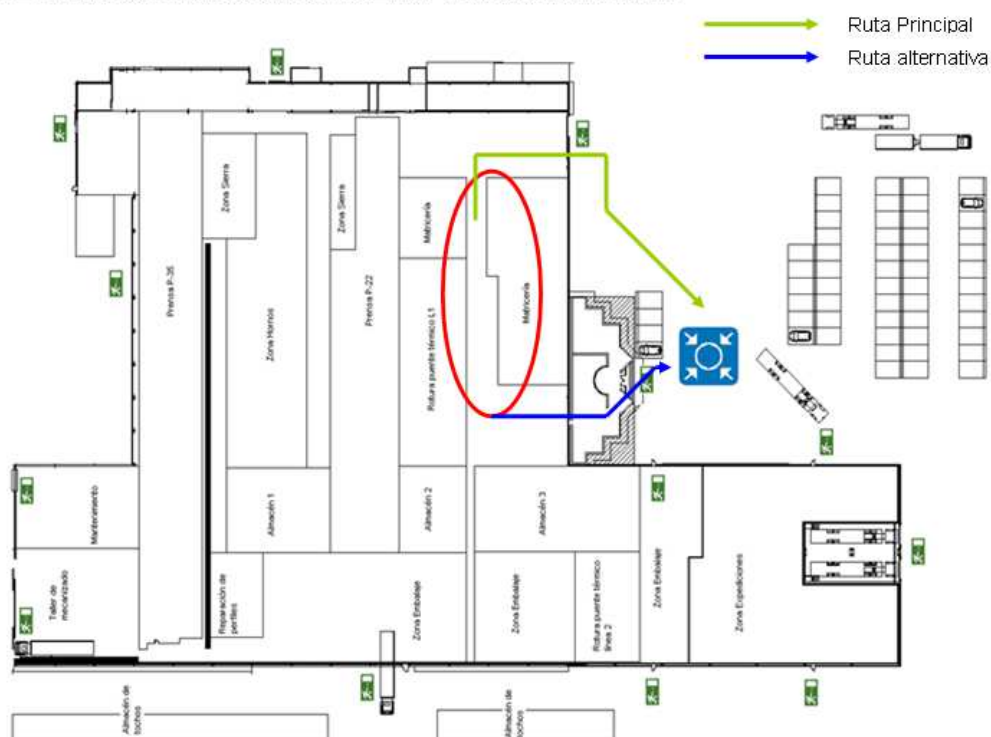 Ruta Principal
Ruta alternativa
Zona Sierra
Zona Sierra
Matricería
Prensa P-35
Prensa P-22
Zona Hornos
Rotura puente térmico L1
Matricería
Mantenimiento
Almacén 1
Almacén 2
Almacén 3
Taller de
mecanizado
Reparación de
perfiles
Zona Embalaje
Zona Embalaje
Rotura puente térmico
línea 2
Zona Embalaje
Zona Expediciones
Almacén de
tochos
Almacén de
tochos